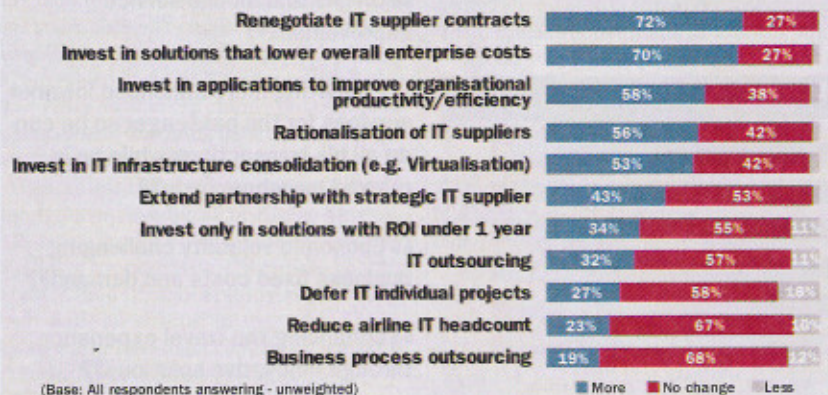 Renegotiate IT supplier contracts 72% 27%
Invest in solutions that lower overall enterprise costs 70% 27%
Invest in applications to improve organisational
productivity/efficiency 58% 38%
Rationalisation of IT suppliers 56% 42%
Invest in IT infrastructure consolidation (e.g. Virtualisation) 53% 42%
Extend partnership with strategic IT supplier 43% 53%
Invest only in solutions with ROI under 1 year 34% 55% 11%
IT outsourcing 32% 57% 11%
Defer IT individual projects 27% 58% 16%
Reduce airline IT headcount 23% 67% 10%
Business process outsourcing 19% 68% 12%
(Base: All respondents answering - unweighted) More No change Less